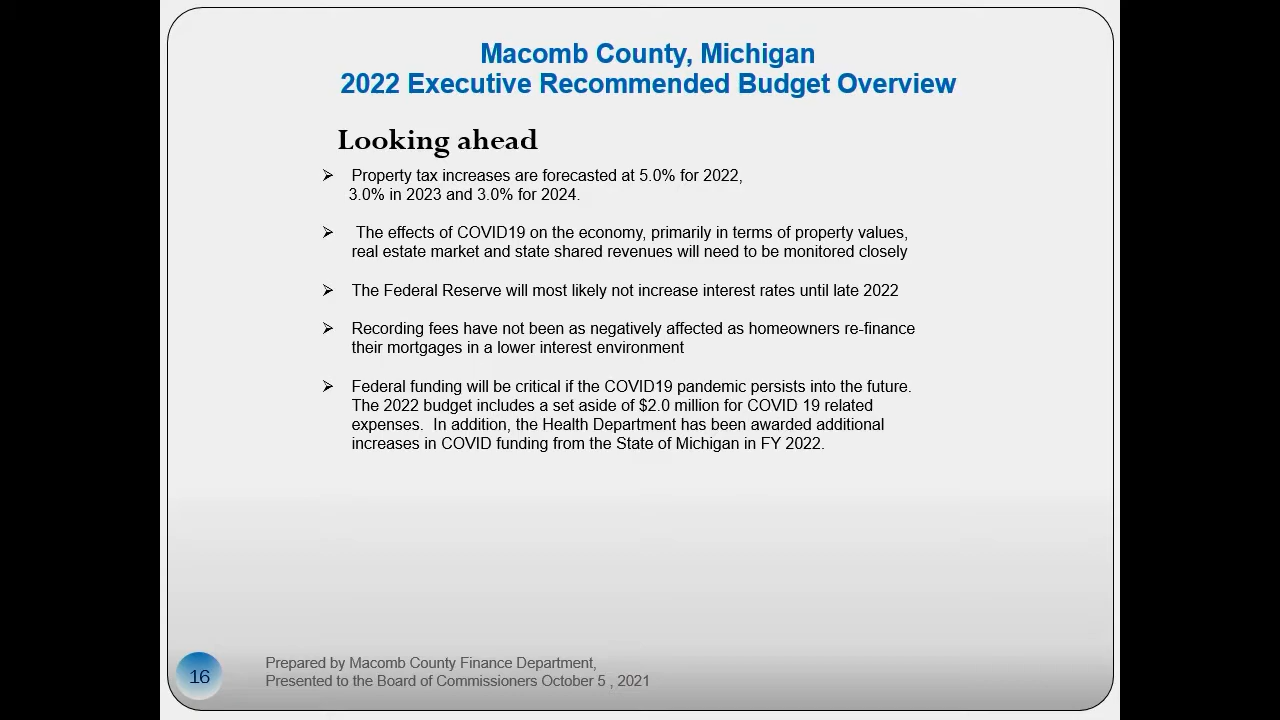 Macomb County, Michigan
2022 Executive Recommended Budget Overview
Looking ahead
➢ Property tax increases are forecasted at 5.0% for 2022,
3.0% in 2023 and 3.0% for 2024.
➢ The effects of COVID19 on the economy, primarily in terms of property values,
real estate market and state shared revenues will need to be monitored closely
➢ The Federal Reserve will most likely not increase interest rates until late 2022
➢ Recording fees have not been as negatively affected as homeowners re-finance
their mortgages in a lower interest environment
➢ Federal funding will be critical if the COVID19 pandemic persists into the future.
The 2022 budget includes a set aside of $2.0 million for COVID 19 related
expenses.  In addition, the Health Department has been awarded additional
increases in COVID funding from the State of Michigan in FY 2022.
16
Prepared by Macomb County Finance Department,
Presented to the Board of Commissioners October 5 , 2021